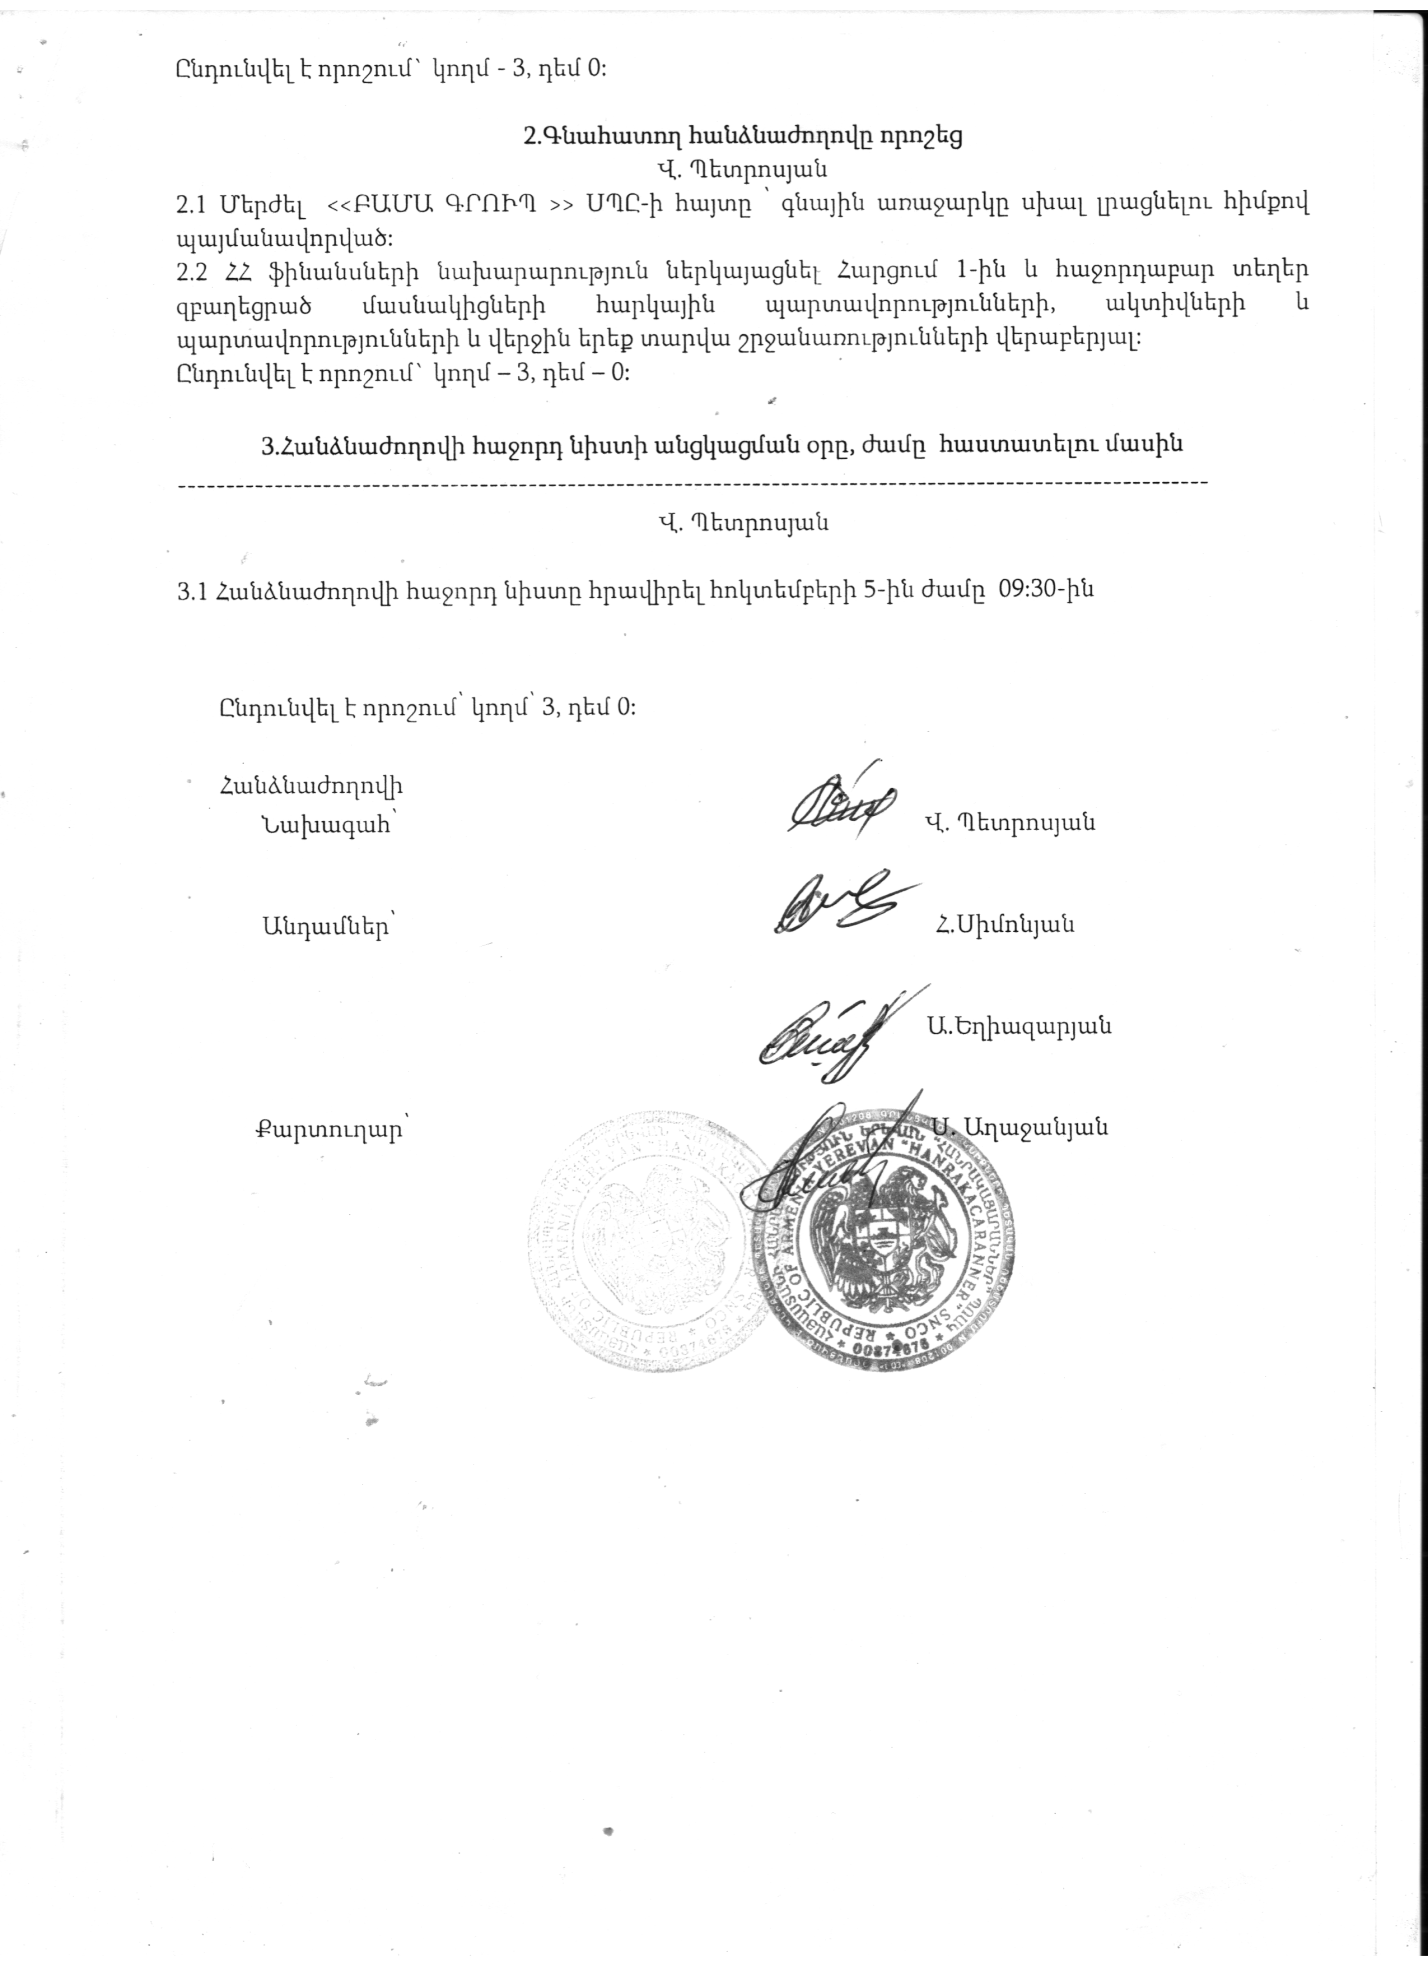 Ընդունվել է որոշում՝ կողմ - 3, դեմ 0:
2.Գնահատող հանձնաժողովը որոշեց
Վ. Պետրոսյան
2.1 Մերժել <<ԲԱՄԱ ԳՐՈՒՊ >> ՍՊԸ-ի հայտը ՝ գնային առաջարկը սխալ լրացնելու հիմքով
պայմանավորված:
2.2 ՀՀ ֆինանսների նախարարություն ներկայացնել Հարցում 1-ին և հաջորդաբար տեղեր
զբաղեցրած մասնակիցների հարկային պարտավորությունների, ակտիվների և
պարտավորությունների և վերջին երեք տարվա շրջանառությունների վերաբերյալ:
Ընդունվել է որոշում՝ կողմ – 3, դեմ – 0:
3.Հանձնաժողովի հաջորդ նիստի անցկացման օրը, ժամը հաստատելու մասին
Վ. Պետրոսյան
3.1 Հանձնաժողովի հաջորդ նիստը հրավիրել հոկտեմբերի 5-ին ժամը 09:30-ին
Ընդունվել է որոշում՝ կողմ՝ 3, դեմ 0:
Հանձնաժողովի
Նախագահ՝ Վ. Պետրոսյան
Անդամներ՝ Հ.Սիմոնյան
Ա.Եղիազարյան
Քարտուղար՝ Ս. Աղաջանյան
REPUBLIC OF ARMENIA YEREVAN "HANRAKACARANNER" SNCO